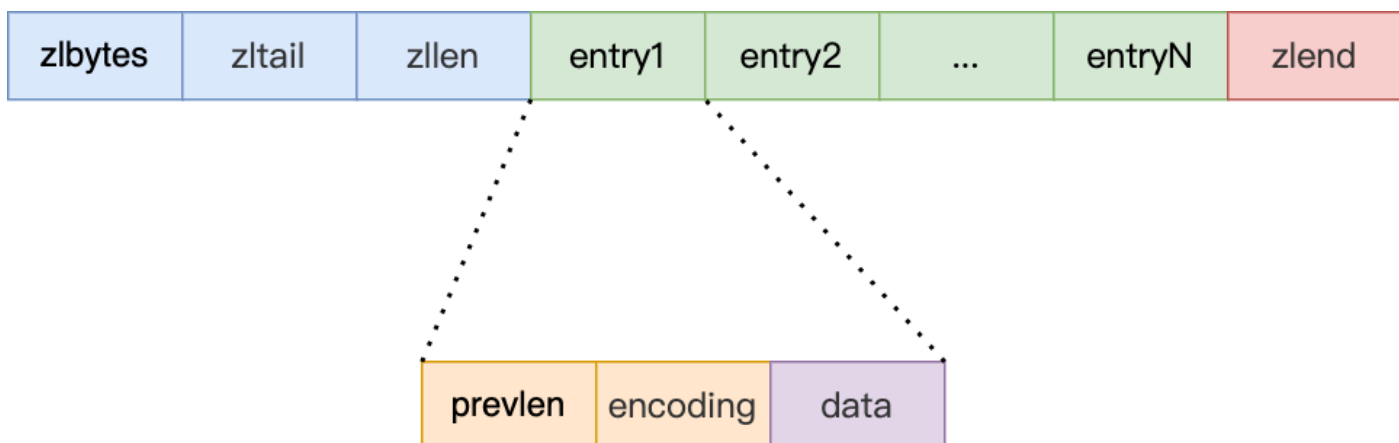 zlbytes zltail zllen entry1 entry2 ... entryN zlend
prevlen encoding data